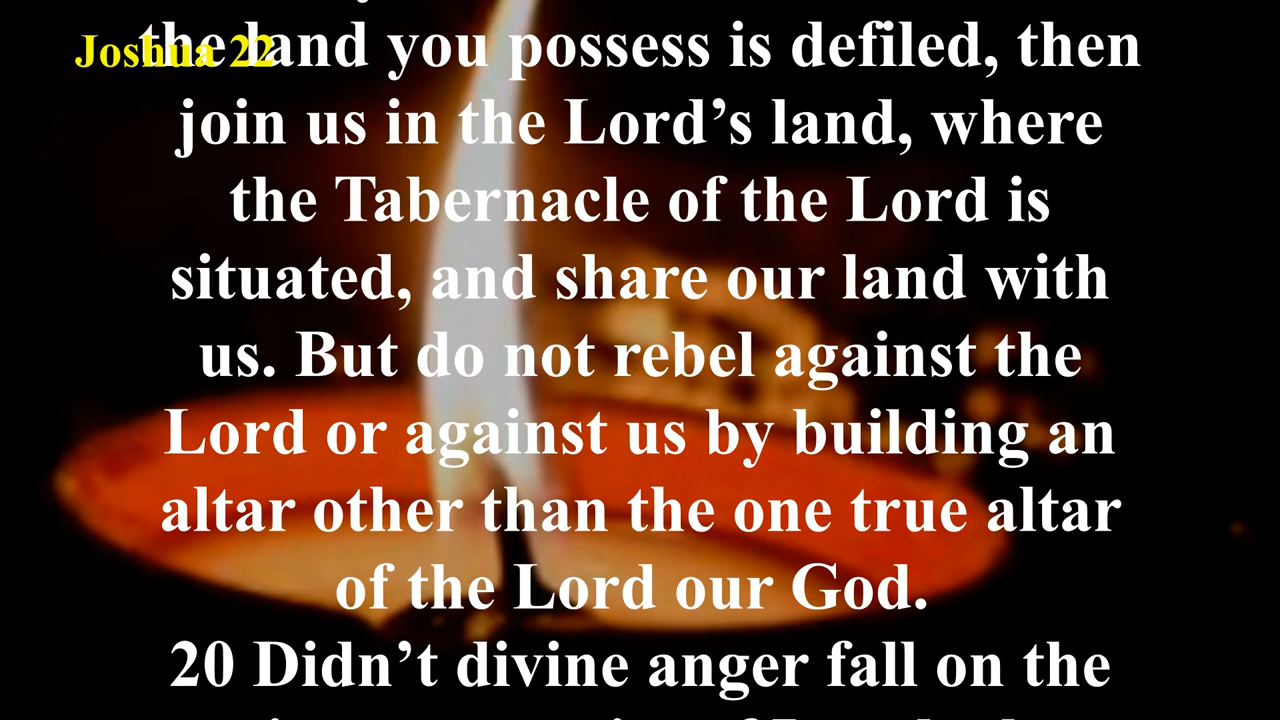 Joshua 22
the land you possess is defiled, then
join us in the Lord’s land, where
the Tabernacle of the Lord is
situated, and share our land with
us. But do not rebel against the
Lord or against us by building an
altar other than the one true altar
of the Lord our God.
20 Didn’t divine anger fall on the